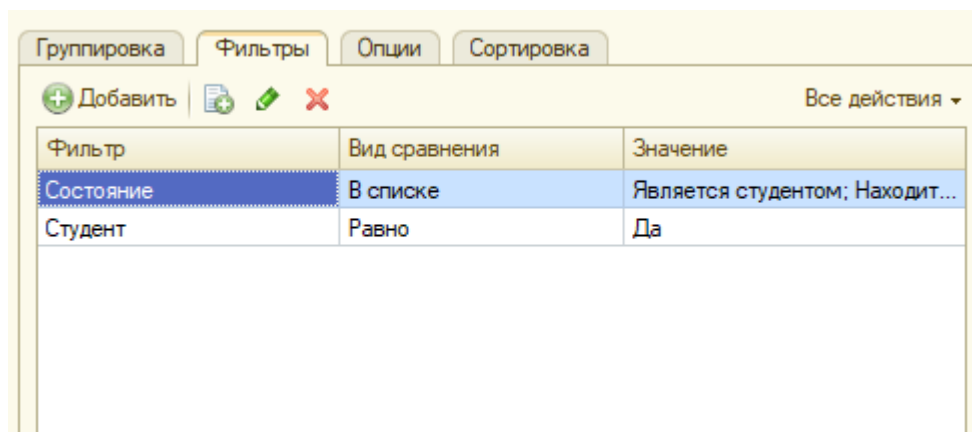 Группировка Фильтры Опции Сортировка
Добавить Все действия
Фильтр Вид сравнения Значение
Состояние В списке Является студентом; Находит...
Студент Равно Да